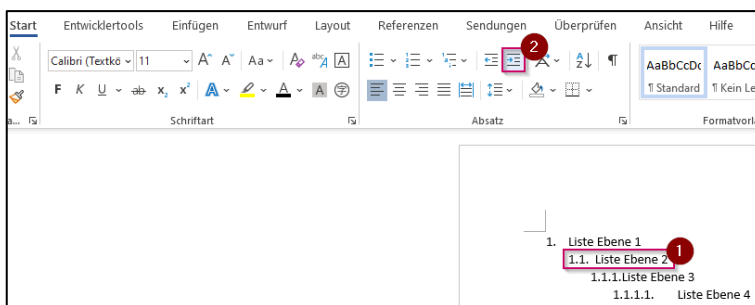 Start Entwicklertools Einfügen Entwurf Layout Referenzen Sendungen Überprüfen Ansicht Hilfe
2
Calibri (Textkö 11 A A Aa abc A A AaBbCcDc AaBbCc
F K U ab x₂ x² A A A ¶ Standard ¶ Kein Le
a... Schriftart Absatz Formatvorla
1. Liste Ebene 1
1
1.1. Liste Ebene 2
1.1.1.Liste Ebene 3
1.1.1.1. Liste Ebene 4